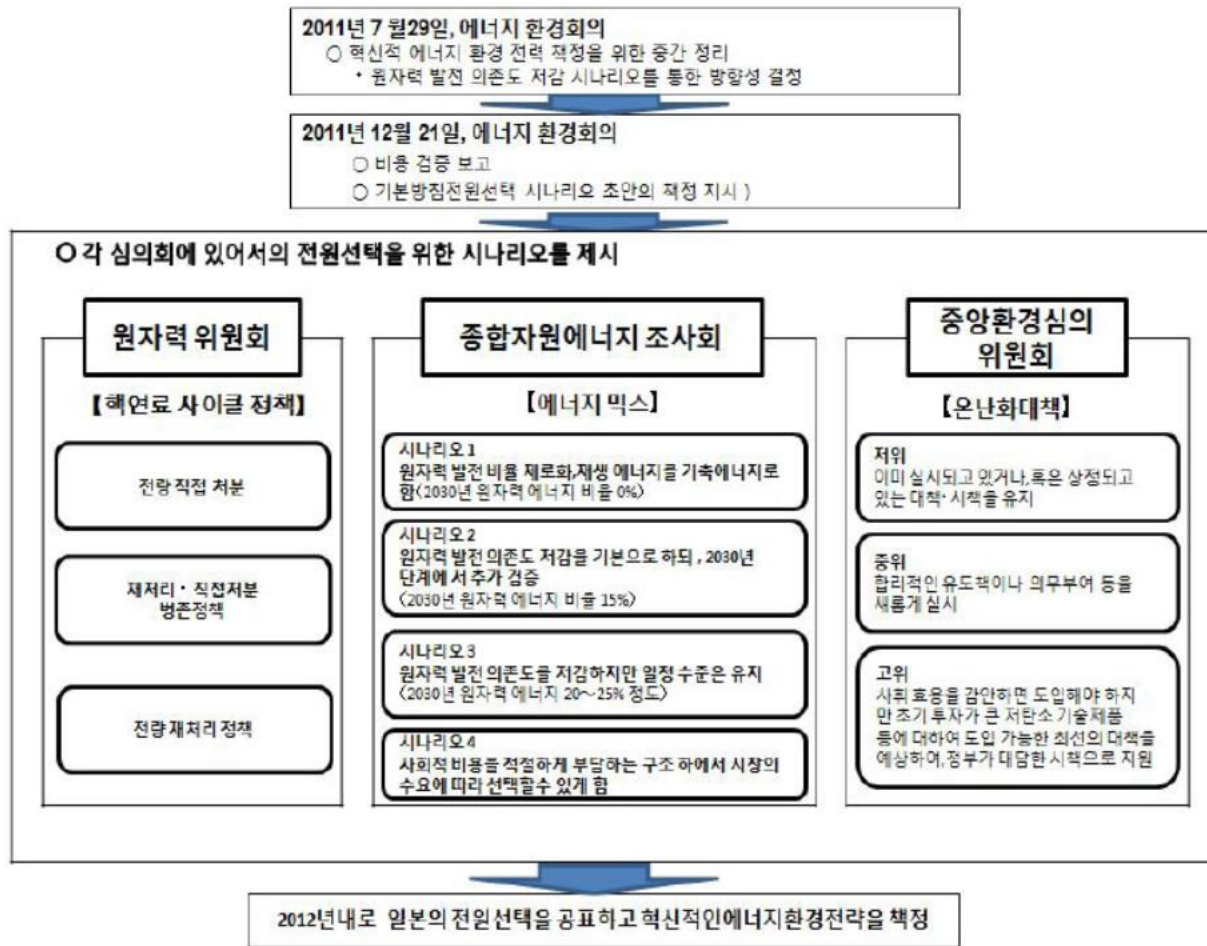 2011년 7 월29일, 에너지 환경회의
○ 혁신적 에너지 환경 전력 책정을 위한 중간 정리
• 원자력 발전 의존도 저감 시나리오를 통한 방향성 결정
2011년 12월 21일, 에너지 환경회의
○ 비용 검증 보고
○ 기본방침전원선택 시나리오 초안의 책정 지시 )
○ 각 심의회에 있어서의 전원선택을 위한 시나리오를 제시
원자력 위원회
【핵연료 사이클 정책】
전량 직접 처분
재처리・직접처분
병존정책
전량 재처리 정책
종합자원에너지 조사회
【에너지 믹스】
시나리오 1
원자력 발전 비율 제로화,재생 에너지를 기축에너지로
함(2030년 원자력 에너지 비율 0%)
시나리오 2
원자력 발전 의존도 저감을 기본으로 하되 , 2030년
단계에서 추가 검증
(2030년 원자력 에너지 비율 15%)
시나리오 3
원자력 발전 의존도를 저감하지만 일정 수준은 유지
(2030년 원자력 에너지 20~25% 정도)
시나리오 4
사회적 비용을 적절하게 부담하는 구조 하에서 시장의
수요에 따라 선택할수 있게 함
중앙환경심의
위원회
【온난화대책】
저위
이미 실시되고 있거나,혹은 상정되고
있는 대책・시책을 유지
중위
합리적인 유도책이나 의무부여 등을
새롭게 실시
고위
사회 효용을 감안하면 도입해야 하지
만 초기 투자가 큰 저탄소 기술제품
등에 대하여 도입 가능한 최선의 대책을
예상하여,정부가 대담한 시책으로 지원
2012년내로 일본의 전원선택을 공표하고 혁신적인에너지환경전략을 책정